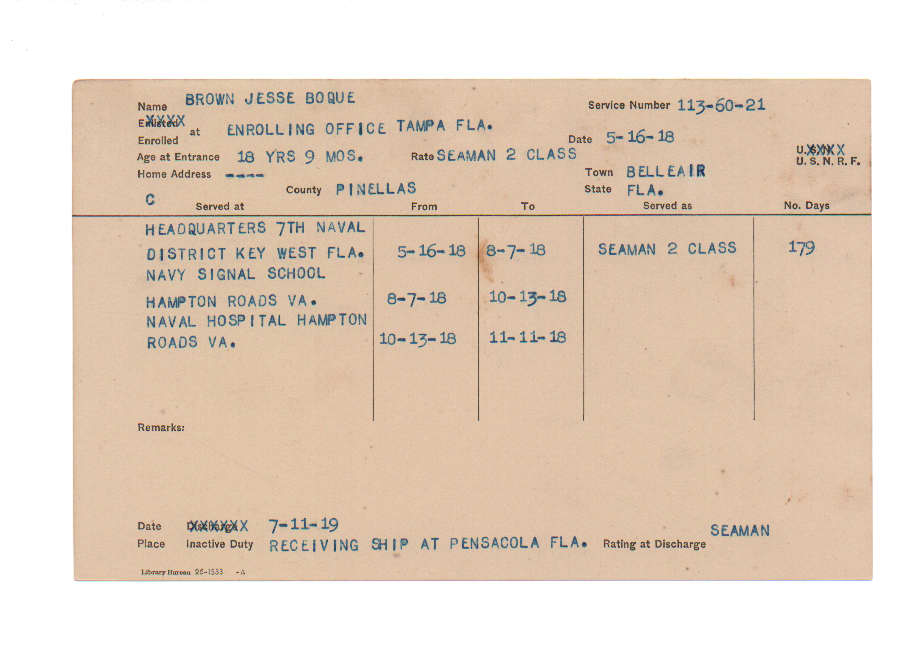 Name BROWN JESSE BOQUE Service Number 113-60-21
Enlisted
Enrolled at ENROLLING OFFICE TAMPA FLA. Date 5-16-18
Age at Entrance 18 YRS 9 MOS. Rate SEAMAN 2 CLASS U.S.N.
U.S.N.R.F.
Home Address ---- Town BELLEAIR
C County PINELLAS State FLA.
Served at From To Served as No. Days
HEADQUARTERS 7TH NAVAL
DISTRICT KEY WEST FLA. 5-16-18 8-7-18 SEAMAN 2 CLASS 179
NAVY SIGNAL SCHOOL
HAMPTON ROADS VA. 8-7-18 10-13-18
NAVAL HOSPITAL HAMPTON
ROADS VA. 10-13-18 11-11-18
Remarks:
Date Discharge 7-11-19
Place Inactive Duty RECEIVING SHIP AT PENSACOLA FLA. Rating at Discharge SEAMAN
Library Bureau 26-1533 -A